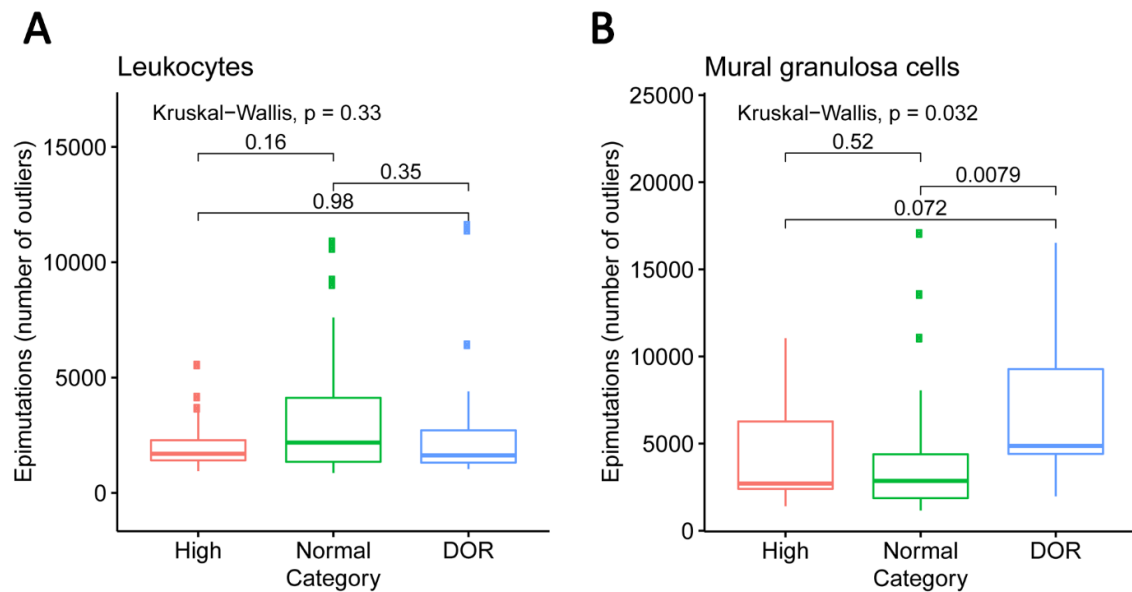 A
Leukocytes
Kruskal−Wallis, p = 0.33
0.16
0.35
0.98
15000
10000
5000
0
Epimutations (number of outliers)
High
Normal
DOR
Category
B
Mural granulosa cells
Kruskal−Wallis, p = 0.032
0.52
0.0079
0.072
25000
20000
15000
10000
5000
0
Epimutations (number of outliers)
High
Normal
DOR
Category